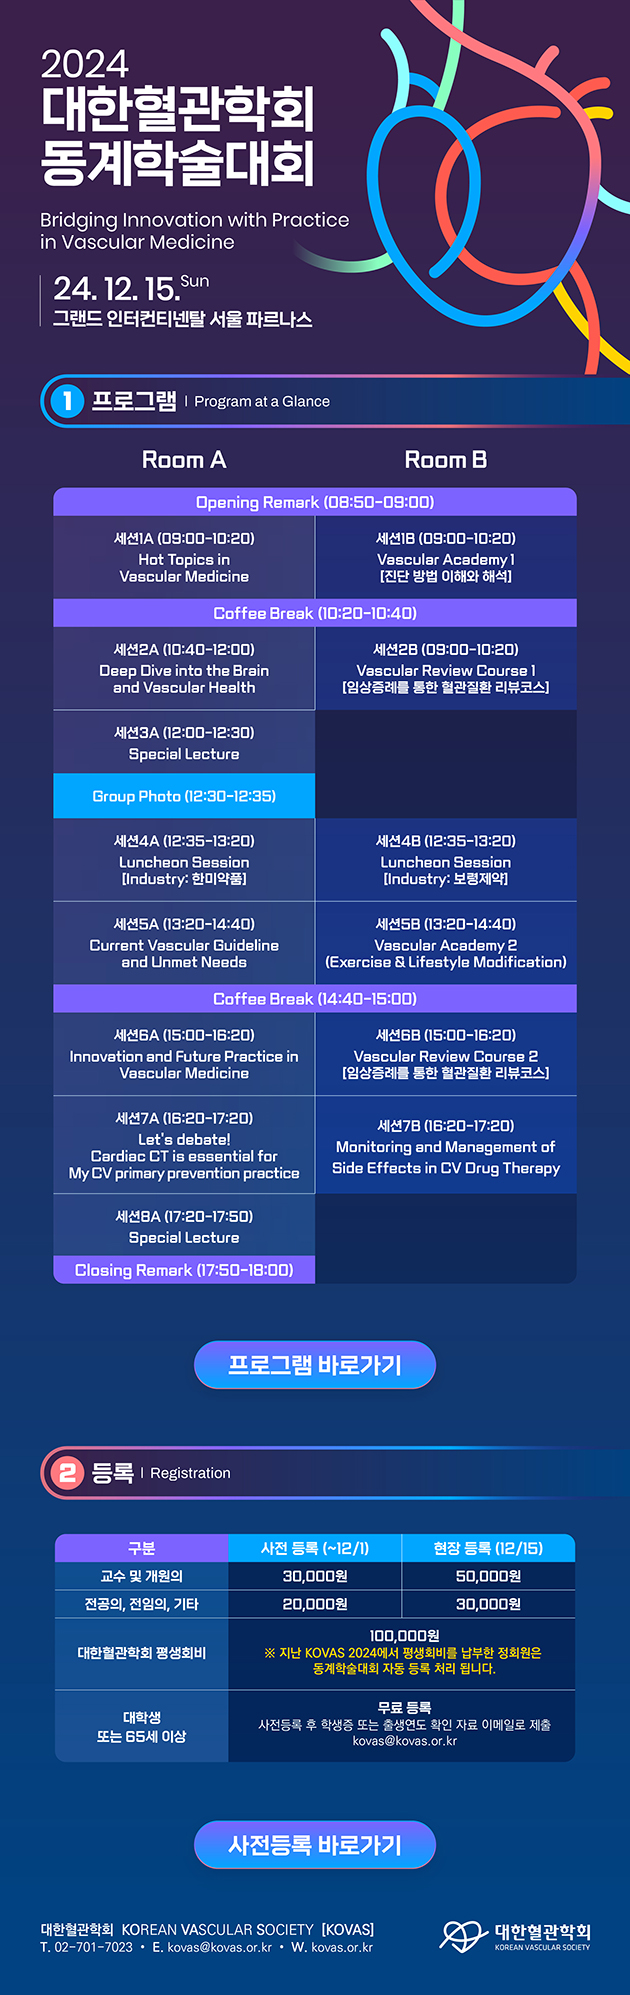 2024
대한혈관학회
동계학술대회
Bridging Innovation with Practice
in Vascular Medicine
24. 12. 15. Sun
그랜드 인터컨티넨탈 서울 파르나스
1 프로그램 | Program at a Glance
Room A
Room B
Opening Remark (08:50-09:00)
세션1A (09:00-10:20)
Hot Topics in
Vascular Medicine
세션1B (09:00-10:20)
Vascular Academy 1
[진단 방법 이해와 해석]
Coffee Break (10:20-10:40)
세션2A (10:40-12:00)
Deep Dive into the Brain
and Vascular Health
세션2B (09:00-10:20)
Vascular Review Course 1
[임상증례를 통한 혈관질환 리뷰코스]
세션3A (12:00-12:30)
Special Lecture
Group Photo (12:30-12:35)
세션4A (12:35-13:20)
Luncheon Session
[Industry: 한미약품]
세션4B (12:35-13:20)
Luncheon Session
[Industry: 보령제약]
세션5A (13:20-14:40)
Current Vascular Guideline
and Unmet Needs
세션5B (13:20-14:40)
Vascular Academy 2
(Exercise & Lifestyle Modification)
Coffee Break (14:40-15:00)
세션6A (15:00-16:20)
Innovation and Future Practice in
Vascular Medicine
세션6B (15:00-16:20)
Vascular Review Course 2
[임상증례를 통한 혈관질환 리뷰코스]
세션7A (16:20-17:20)
Let's debate!
Cardiac CT is essential for
My CV primary prevention practice
세션7B (16:20-17:20)
Monitoring and Management of
Side Effects in CV Drug Therapy
세션8A (17:20-17:50)
Special Lecture
Closing Remark (17:50-18:00)
프로그램 바로가기
2 등록 | Registration
구분 사전 등록 (~12/1) 현장 등록 (12/15)
교수 및 개원의 30,000원 50,000원
전공의, 전임의, 기타 20,000원 30,000원
대한혈관학회 평생회비
100,000원
※ 지난 KOVAS 2024에서 평생회비를 납부한 정회원은
동계학술대회 자동 등록 처리 됩니다.
대학생
또는 65세 이상
무료 등록
사전등록 후 학생증 또는 출생연도 확인 자료 이메일로 제출
kovas@kovas.or.kr
사전등록 바로가기
대한혈관학회 KOREAN VASCULAR SOCIETY [KOVAS]
T. 02-701-7023 • E. kovas@kovas.or.kr • W. kovas.or.kr
대한혈관학회
KOREAN VASCULAR SOCIETY